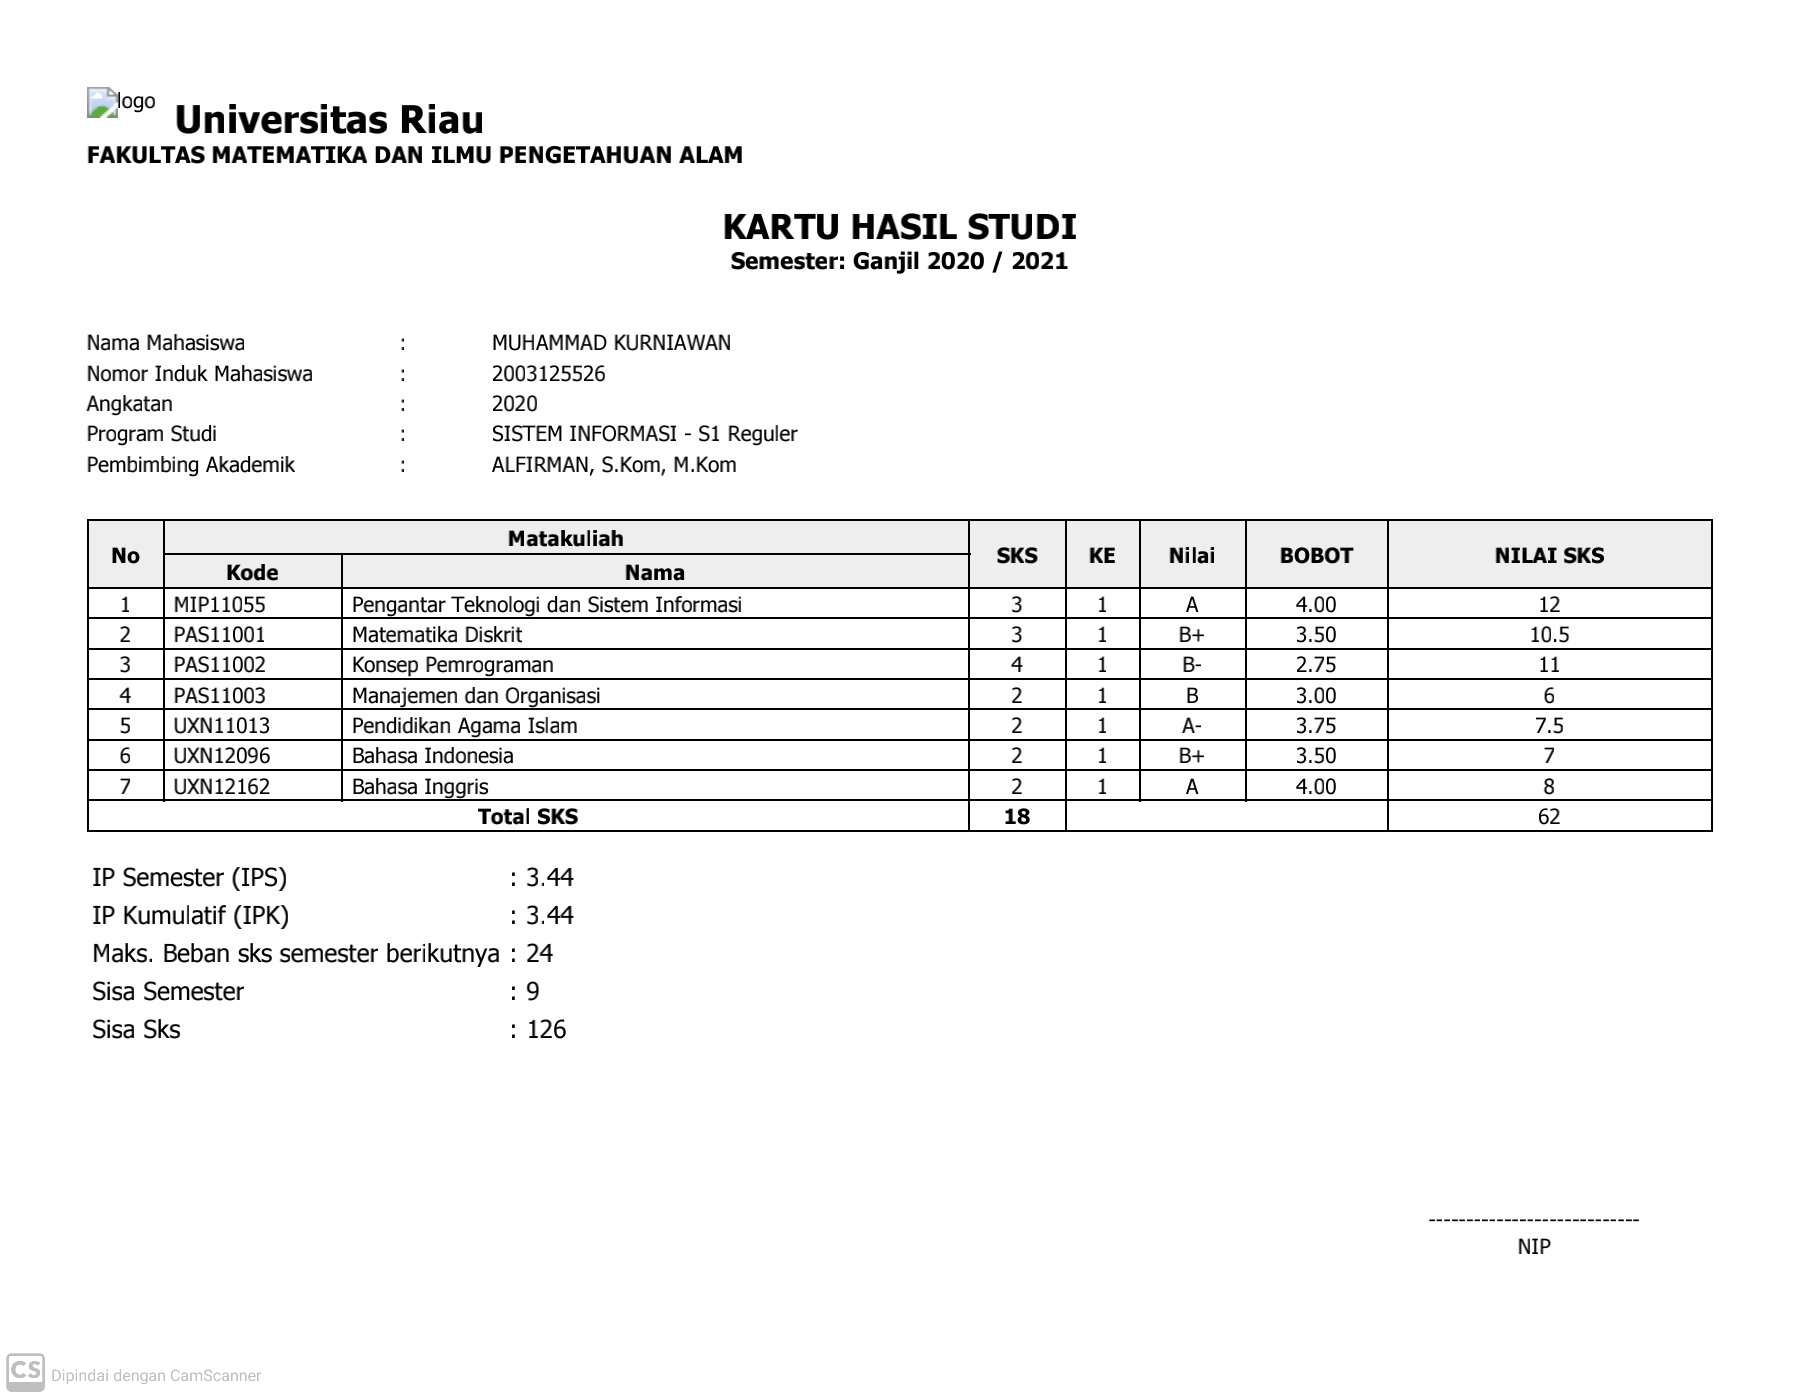 logo
Universitas Riau
FAKULTAS MATEMATIKA DAN ILMU PENGETAHUAN ALAM
KARTU HASIL STUDI
Semester: Ganjil 2020 / 2021
Nama Mahasiswa : MUHAMMAD KURNIAWAN
Nomor Induk Mahasiswa : 2003125526
Angkatan : 2020
Program Studi : SISTEM INFORMASI - S1 Reguler
Pembimbing Akademik : ALFIRMAN, S.Kom, M.Kom
No Matakuliah SKS KE Nilai BOBOT NILAI SKS
Kode Nama
1 MIP11055 Pengantar Teknologi dan Sistem Informasi 3 1 A 4.00 12
2 PAS11001 Matematika Diskrit 3 1 B+ 3.50 10.5
3 PAS11002 Konsep Pemrograman 4 1 B- 2.75 11
4 PAS11003 Manajemen dan Organisasi 2 1 B 3.00 6
5 UXN11013 Pendidikan Agama Islam 2 1 A- 3.75 7.5
6 UXN12096 Bahasa Indonesia 2 1 B+ 3.50 7
7 UXN12162 Bahasa Inggris 2 1 A 4.00 8
Total SKS 18 62
IP Semester (IPS) : 3.44
IP Kumulatif (IPK) : 3.44
Maks. Beban sks semester berikutnya : 24
Sisa Semester : 9
Sisa Sks : 126
----------------------------
NIP
CS Dipindai dengan CamScanner